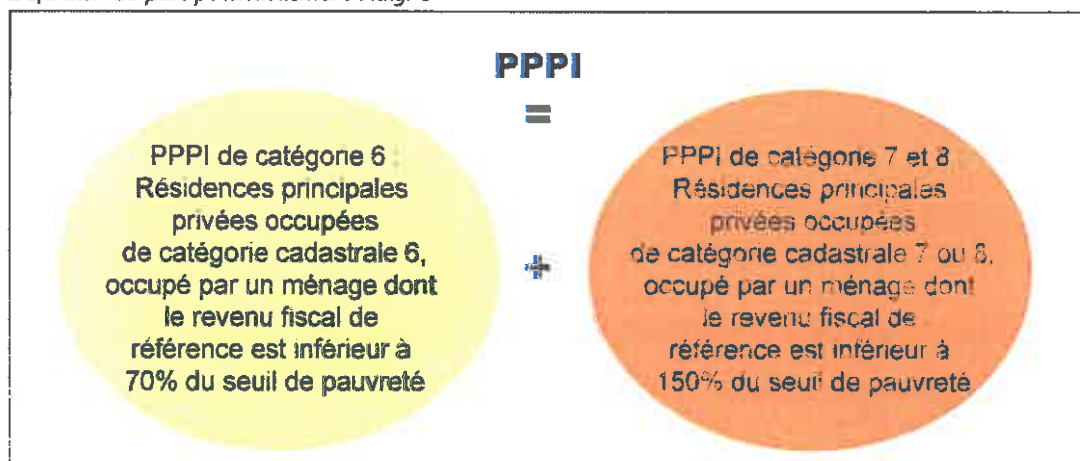 PPPI
=
PPPI de catégorie 6
Résidences principales
privées occupées
de catégorie cadastrale 6,
occupé par un ménage dont
le revenu fiscal de
référence est inférieur à
70% du seuil de pauvreté
+
PPPI de catégorie 7 et 8
Résidences principales
privées occupées
de catégorie cadastrale 7 ou 8,
occupé par un ménage dont
le revenu fiscal de
référence est inférieur à
150% du seuil de pauvreté